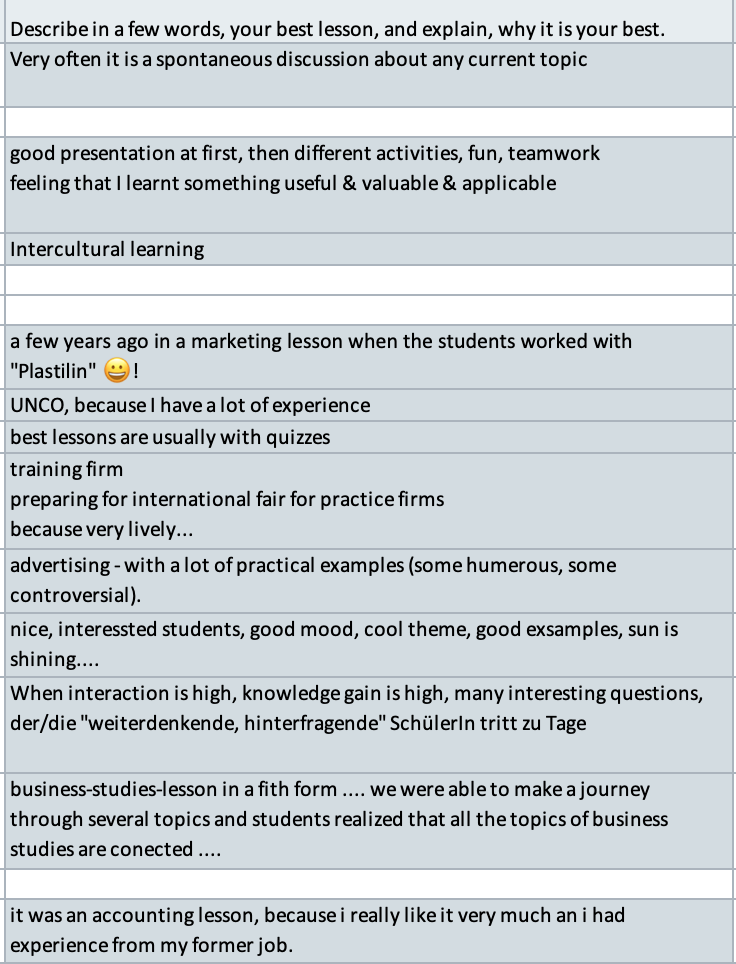 Describe in a few words, your best lesson, and explain, why it is your best.
Very often it is a spontaneous discussion about any current topic
good presentation at first, then different activities, fun, teamwork
feeling that I learnt something useful & valuable & applicable
Intercultural learning
a few years ago in a marketing lesson when the students worked with
"Plastilin" 😀!
UNCO, because I have a lot of experience
best lessons are usually with quizzes
training firm
preparing for international fair for practice firms
because very lively...
advertising - with a lot of practical examples (some humerous, some
controversial).
nice, interessted students, good mood, cool theme, good exsamples, sun is
shining....
When interaction is high, knowledge gain is high, many interesting questions,
der/die "weiterdenkende, hinterfragende" SchülerIn tritt zu Tage
business-studies-lesson in a fith form .... we were able to make a journey
through several topics and students realized that all the topics of business
studies are conected ....
it was an accounting lesson, because i really like it very much an i had
experience from my former job.